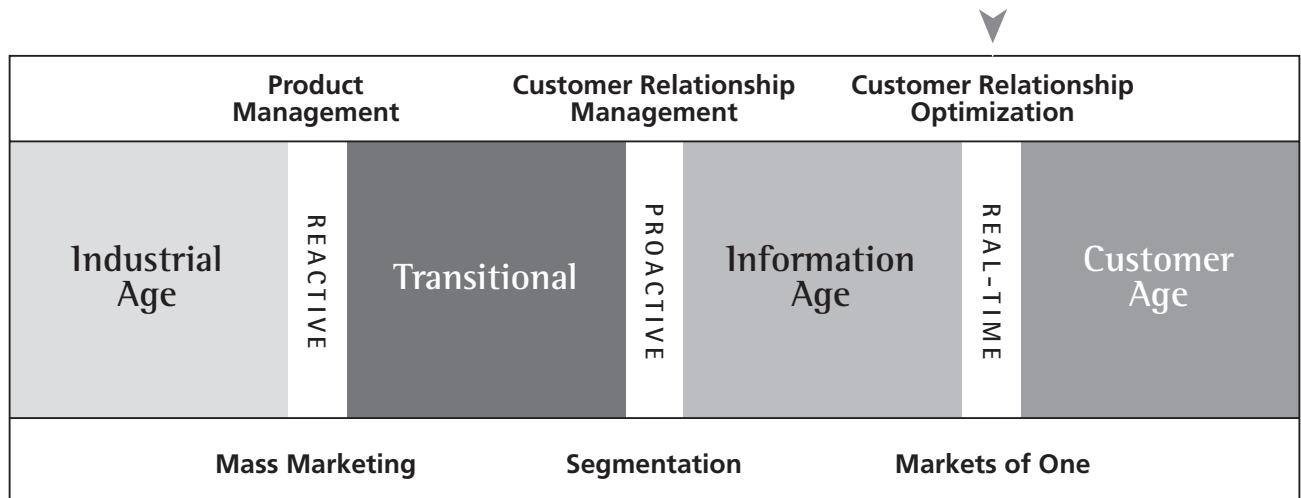 Product
Management
Customer Relationship
Management
Customer Relationship
Optimization
Industrial
Age
REACTIVE
Transitional
PROACTIVE
Information
Age
REAL-TIME
Customer
Age
Mass Marketing
Segmentation
Markets of One